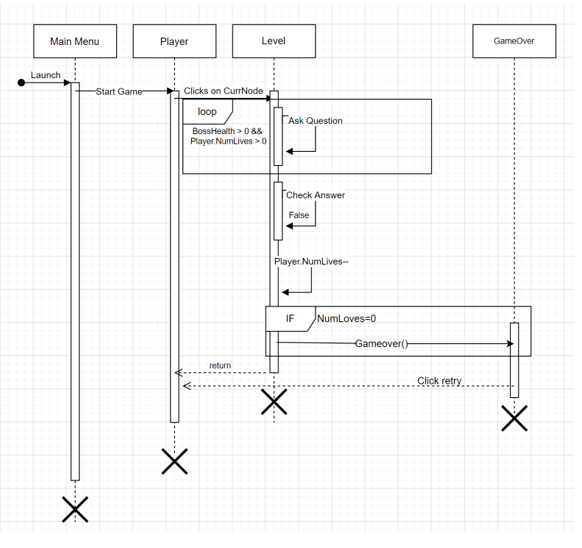 Main Menu
Player
Level
GameOver
Launch
Start Game
Clicks on CurrNode
loop
BossHealth > 0 &&
Player.NumLives > 0
Ask Question
Check Answer
False
Player.NumLives--
IF
NumLoves=0
Gameover()
return
Click retry